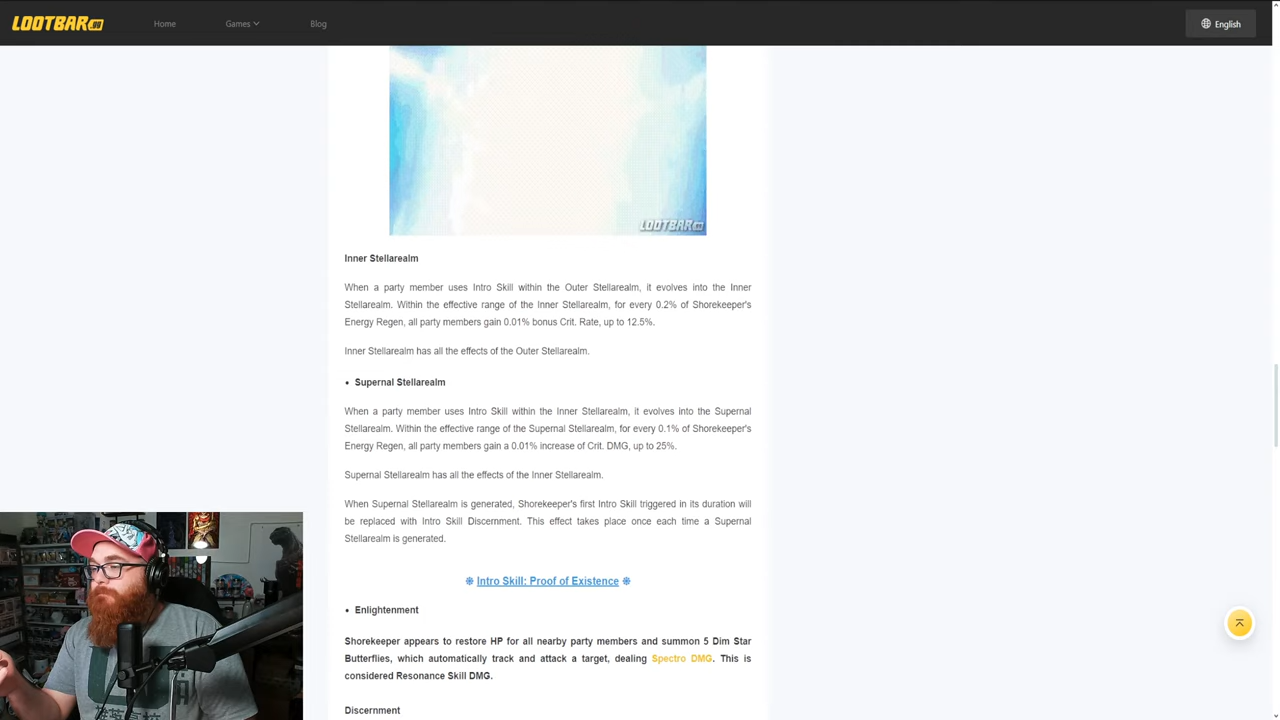 LOOTBAR.GG
Home
Games
Blog
English
LOOTBAR.GG
Inner Stellarealm
When a party member uses Intro Skill within the Outer Stellarealm, it evolves into the Inner
Stellarealm. Within the effective range of the Inner Stellarealm, for every 0.2% of Shorekeeper's
Energy Regen, all party members gain 0.01% bonus Crit. Rate, up to 12.5%.
Inner Stellarealm has all the effects of the Outer Stellarealm.
• Supernal Stellarealm
When a party member uses Intro Skill within the Inner Stellarealm, it evolves into the Supernal
Stellarealm. Within the effective range of the Supernal Stellarealm, for every 0.1% of Shorekeeper's
Energy Regen, all party members gain a 0.01% increase of Crit. DMG, up to 25%.
Supernal Stellarealm has all the effects of the Inner Stellarealm.
When Supernal Stellarealm is generated, Shorekeeper's first Intro Skill triggered in its duration will
be replaced with Intro Skill Discernment. This effect takes place once each time a Supernal
Stellarealm is generated.
❋ Intro Skill: Proof of Existence ❋
• Enlightenment
Shorekeeper appears to restore HP for all nearby party members and summon 5 Dim Star
Butterflies, which automatically track and attack a target, dealing Spectro DMG. This is
considered Resonance Skill DMG.
Discernment